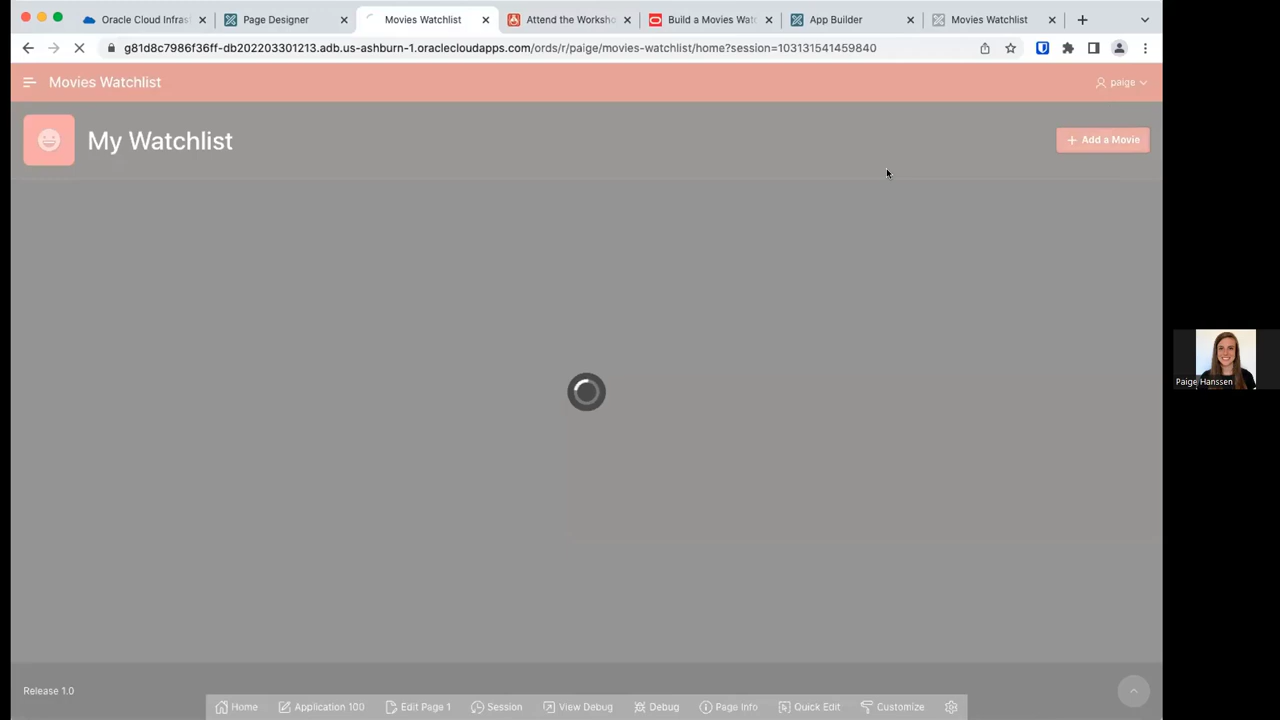 Oracle Cloud Infras
Page Designer
Movies Watchlist
Attend the Worksho
Build a Movies Wat
App Builder
Movies Watchlist
g81d8c7986f36ff-db202203301213.adb.us-ashburn-1.oraclecloudapps.com/ords/r/paige/movies-watchlist/home?session=103131541459840
Movies Watchlist
paige
My Watchlist
+ Add a Movie
Paige Hanssen
Release 1.0
Home
Application 100
Edit Page 1
Session
View Debug
Debug
Page Info
Quick Edit
Customize